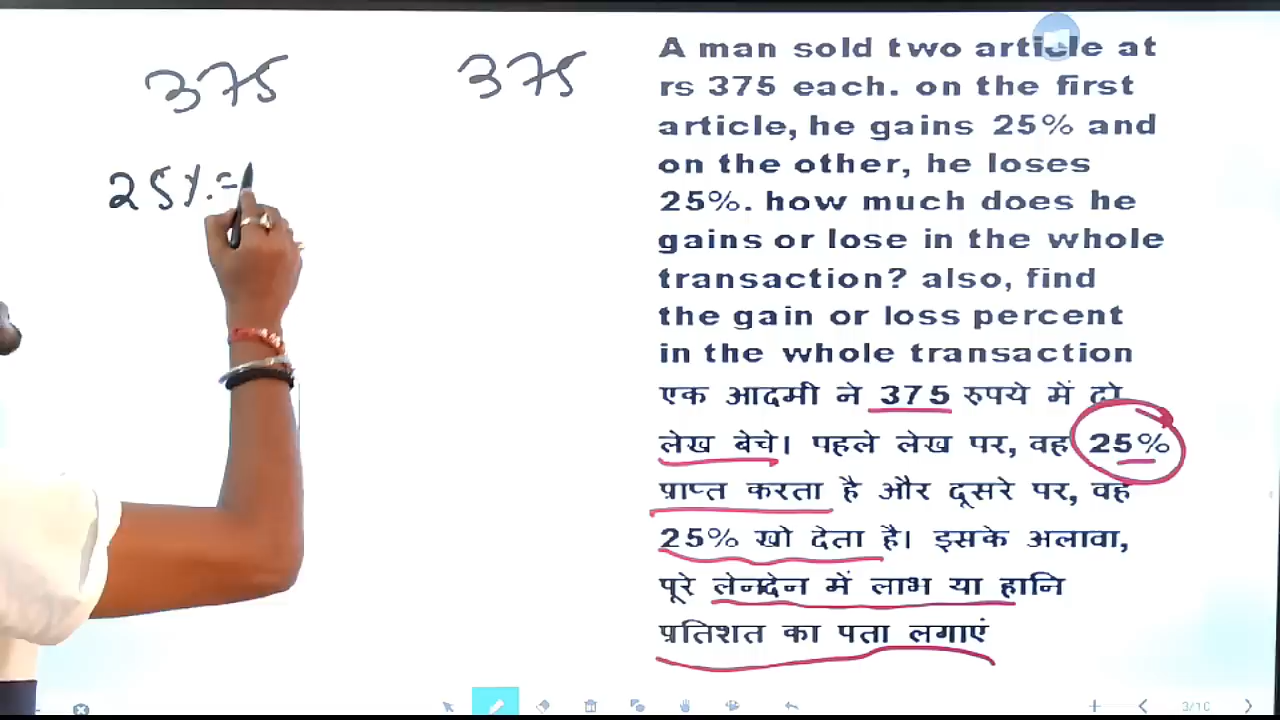 375 375
25%=
A man sold two article at
rs 375 each. on the first
article, he gains 25% and
on the other, he loses
25%. how much does he
gains or lose in the whole
transaction? also, find
the gain or loss percent
in the whole transaction
एक आदमी ने 375 रुपये में दो
लेख बेचे। पहले लेख पर, वह 25%
प्राप्त करता है और दूसरे पर, वह
25% खो देता है। इसके अलावा,
पूरे लेनदेन में लाभ या हानि
प्रतिशत का पता लगाएं
3/10